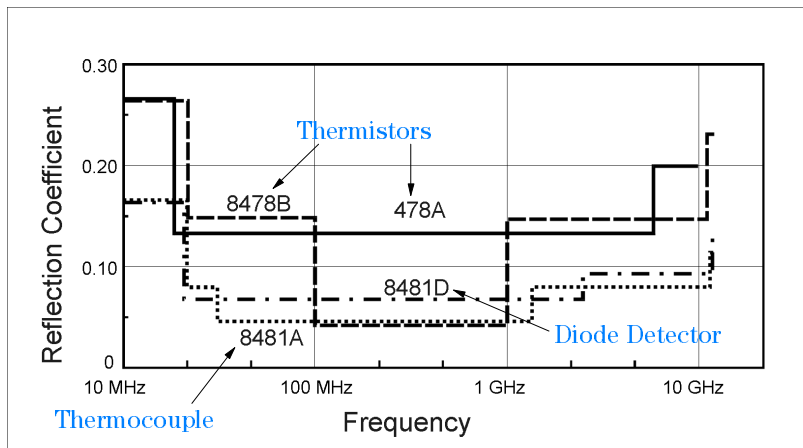 0.30
0.20
0.10
0
Reflection Coefficient
Thermistors
8478B
478A
8481D
8481A
Diode Detector
10 MHz
100 MHz
1 GHz
10 GHz
Thermocouple
Frequency